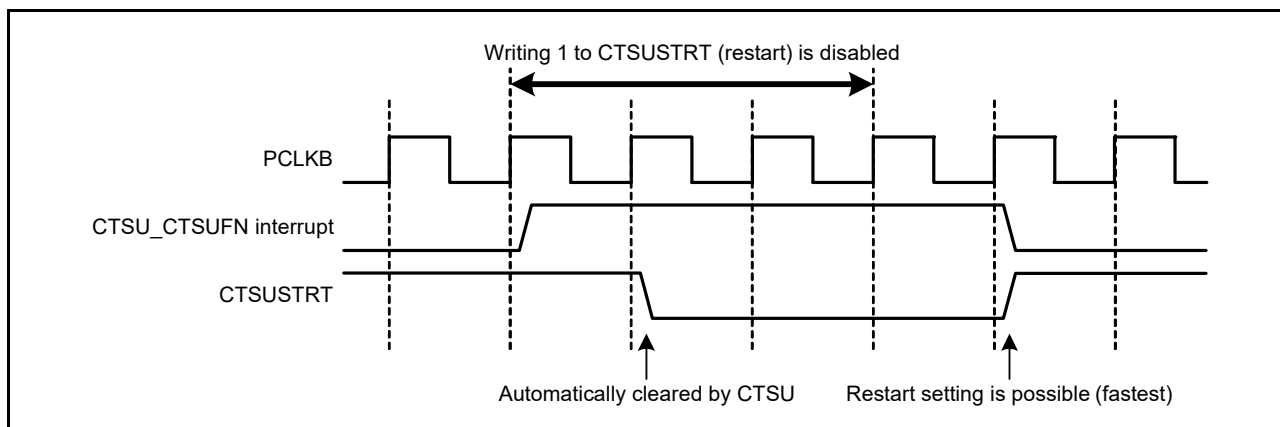 Writing 1 to CTSUSTRT (restart) is disabled
PCLKB
CTSU_CTSUFN interrupt
CTSUSTRT
Automatically cleared by CTSU
Restart setting is possible (fastest)